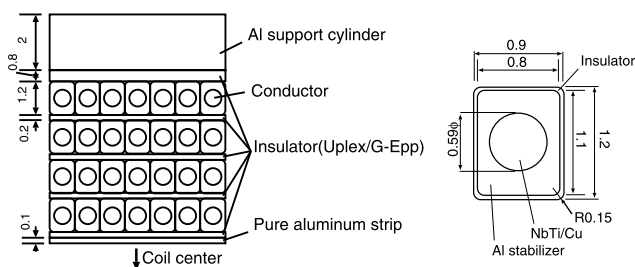 2
0.8
1.2
0.2
0.1
Al support cylinder
Conductor
Insulator(Uplex/G-Epp)
Pure aluminum strip
Coil center
0.9
0.8
Insulator
0.59φ
1.1
1.2
R0.15
NbTi/Cu
Al stabilizer